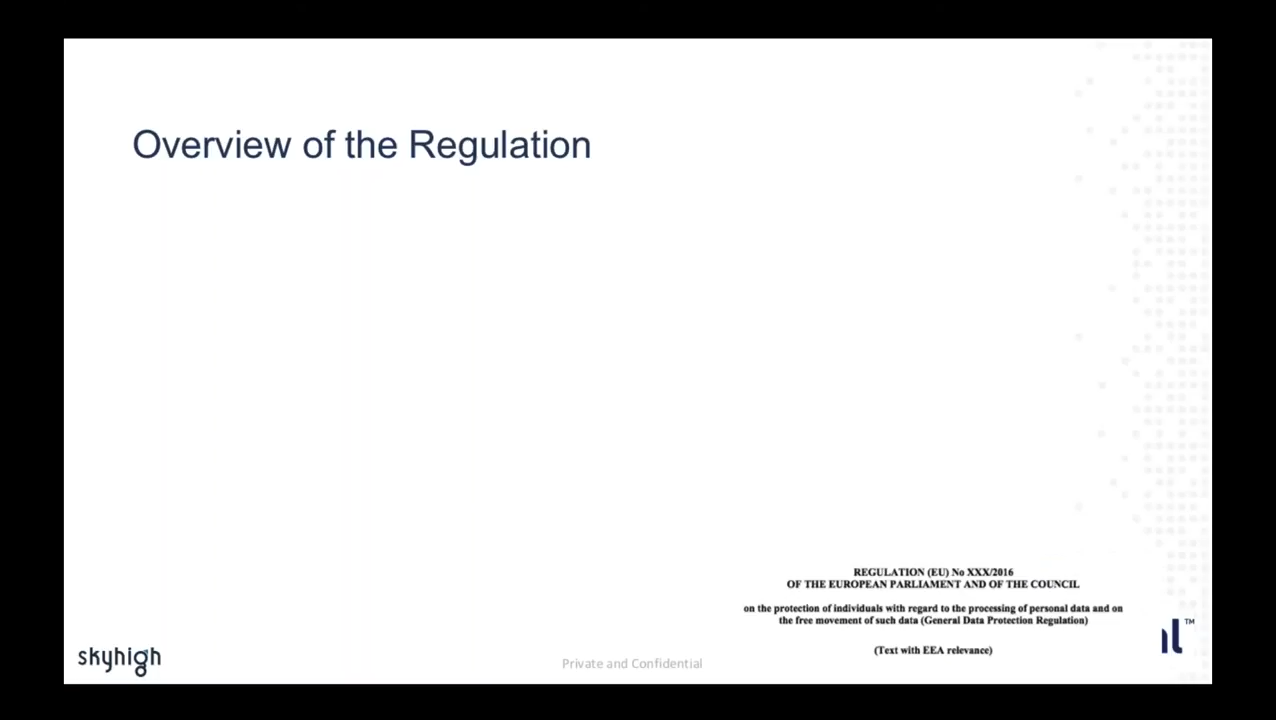 Overview of the Regulation
REGULATION (EU) No XXX/2016
OF THE EUROPEAN PARLIAMENT AND OF THE COUNCIL
on the protection of individuals with regard to the processing of personal data and on
the free movement of such data (General Data Protection Regulation)
(Text with EEA relevance)
skyhigh
Private and Confidential
il™